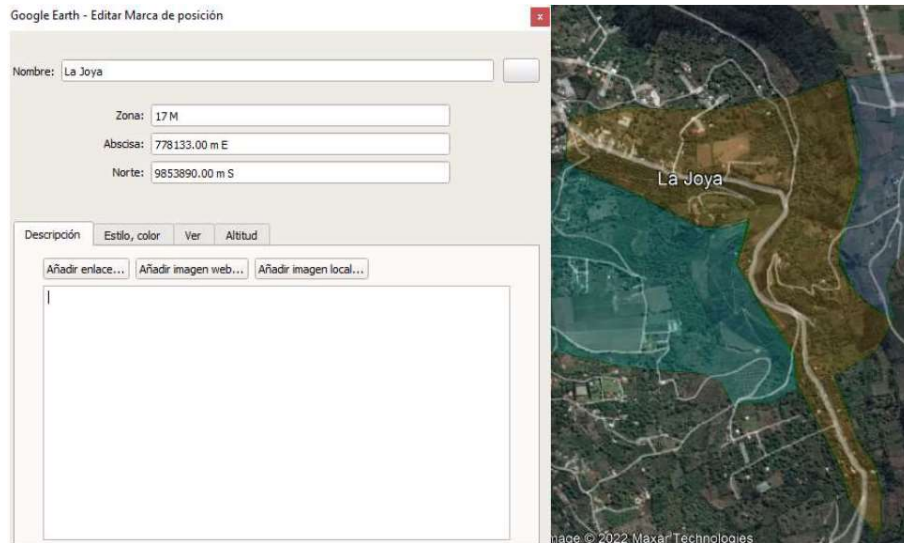 Google Earth - Editar Marca de posición
x
Nombre: La Joya
Zona: 17 M
Abscisa: 778133.00 m E
Norte: 9853890.00 m S
Descripción Estilo, color Ver Altitud
Añadir enlace... Añadir imagen web... Añadir imagen local...
La Joya
mage © 2022 Maxar Technologies